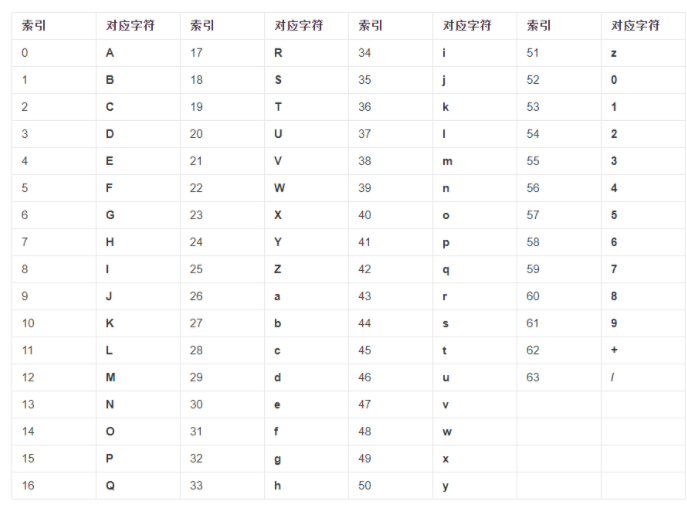 索引 对应字符 索引 对应字符 索引 对应字符 索引 对应字符
0 A 17 R 34 i 51 z
1 B 18 S 35 j 52 0
2 C 19 T 36 k 53 1
3 D 20 U 37 l 54 2
4 E 21 V 38 m 55 3
5 F 22 W 39 n 56 4
6 G 23 X 40 o 57 5
7 H 24 Y 41 p 58 6
8 I 25 Z 42 q 59 7
9 J 26 a 43 r 60 8
10 K 27 b 44 s 61 9
11 L 28 c 45 t 62 +
12 M 29 d 46 u 63 /
13 N 30 e 47 v
14 O 31 f 48 w
15 P 32 g 49 x
16 Q 33 h 50 y